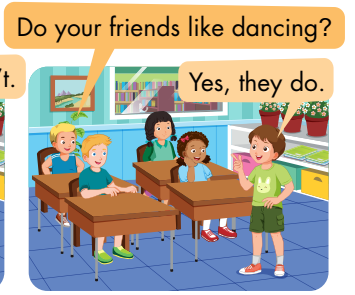 Do your friends like dancing?
't.
Yes, they do.